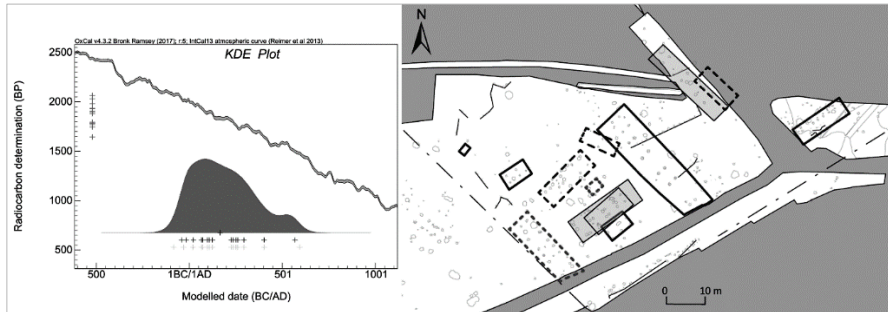 OxCal v4.3.2 Bronk Ramsey (2017); r:5; IntCal13 atmospheric curve (Reimer et al 2013)
KDE Plot
Radiocarbon determination (BP)
2500
2000
1500
1000
500
500
1BC/1AD
501
1001
Modelled date (BC/AD)
N
0 10 m